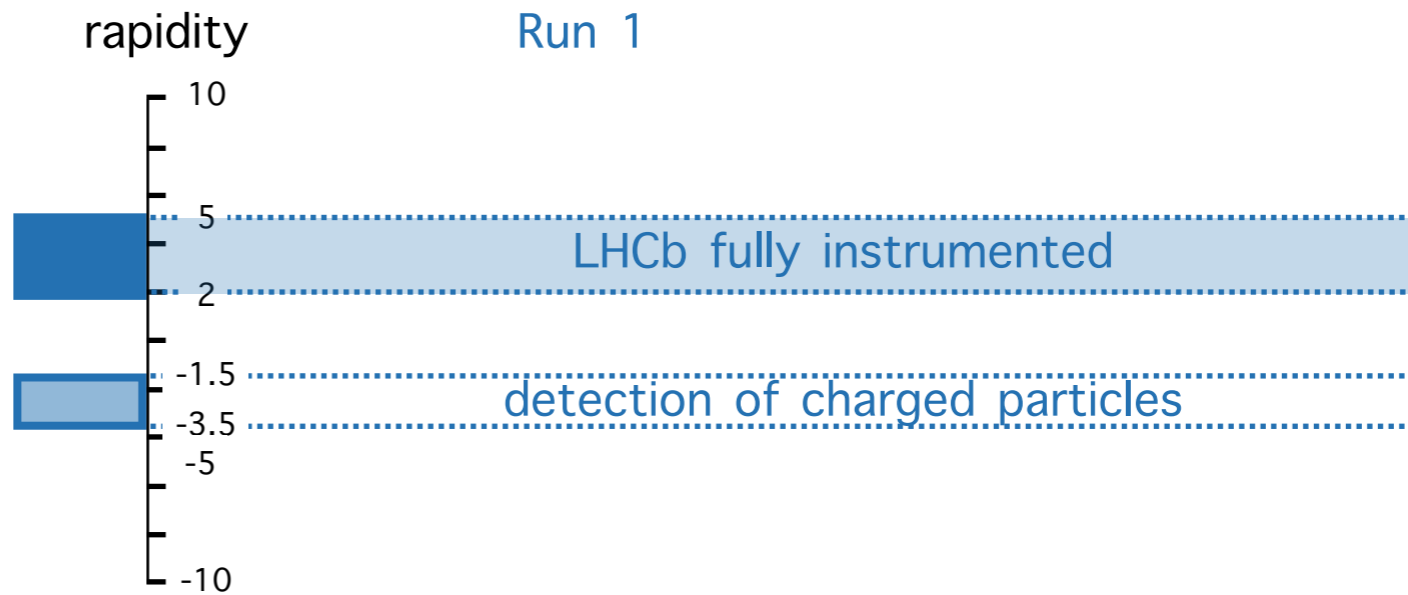 rapidity Run 1
10
5
LHCb fully instrumented
2
-1.5
detection of charged particles
-3.5
-5
-10